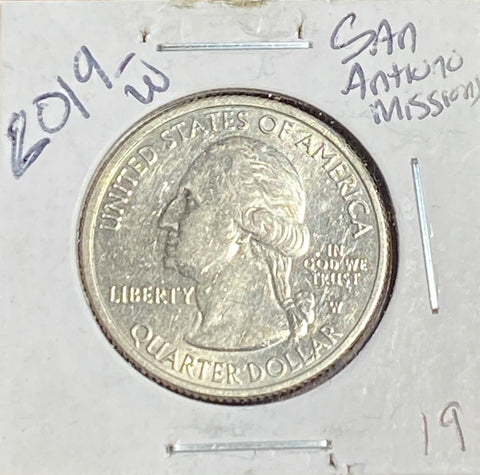 2019-W
San
Antonio
Missions
UNITED STATES OF AMERICA
IN
GOD WE
TRUST
LIBERTY
W
QUARTER DOLLAR
19